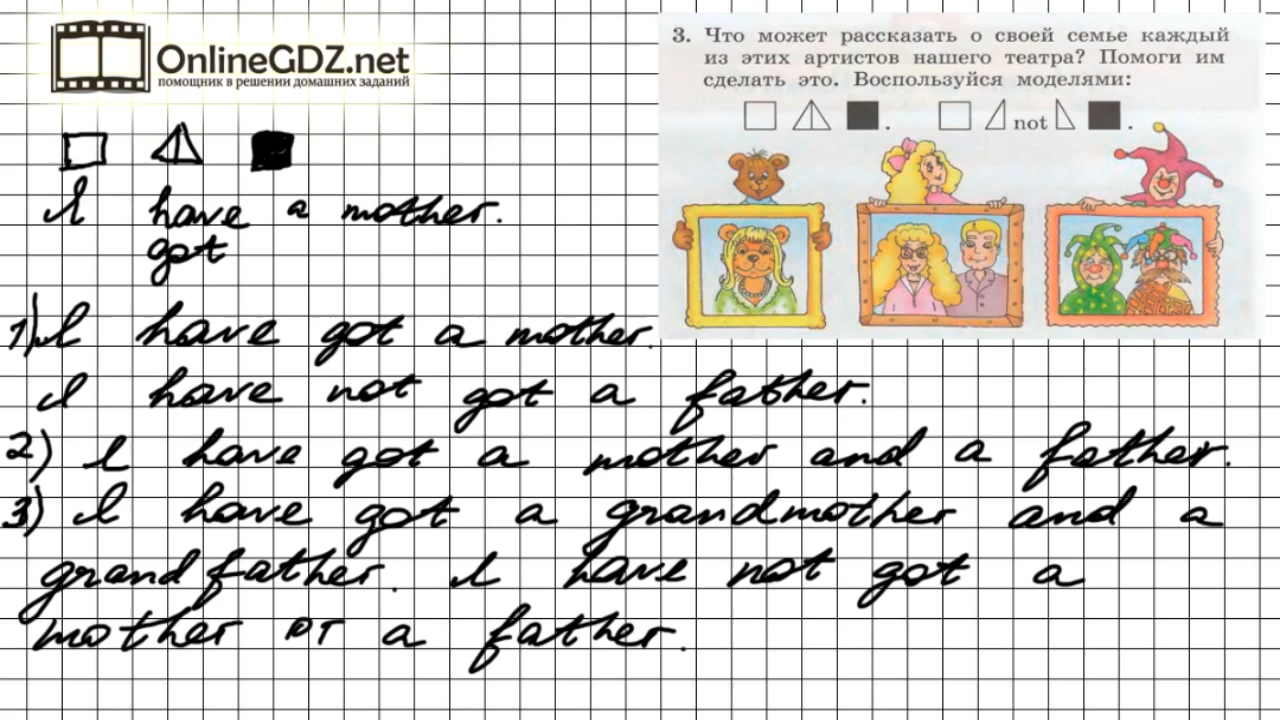 OnlineGDZ.net
помощник в решении домашних заданий
3. Что может рассказать о своей семье каждый
из этих артистов нашего театра? Помоги им
сделать это. Воспользуйся моделями:
. not .
I have a mother.
got
1) I have got a mother.
I have not got a father.
2) I have got a mother and a father.
3) I have got a grandmother and a
grandfather. I have not got a
mother or a father.